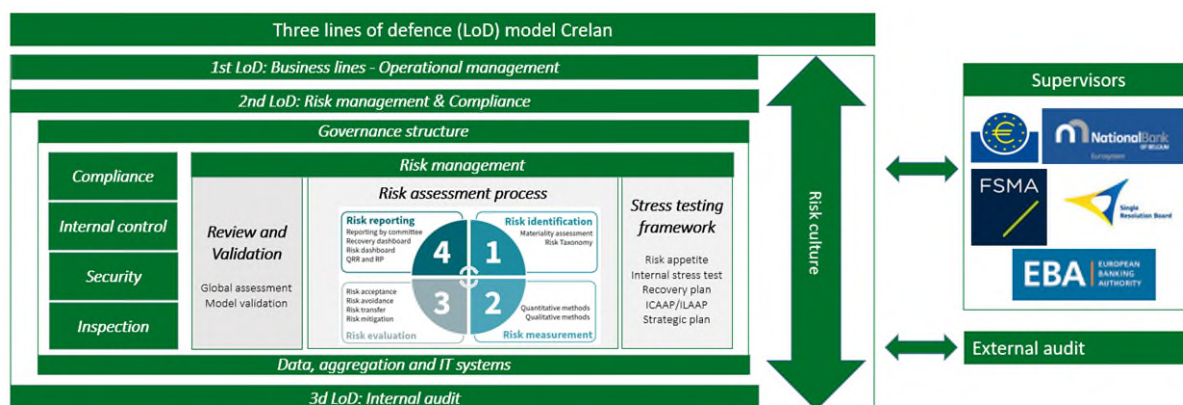 Three lines of defence (LoD) model Crelan
1st LoD: Business lines - Operational management
2nd LoD: Risk management & Compliance
Governance structure
Compliance
Internal control
Security
Inspection
Risk management
Review and
Validation
Global assessment
Model validation
Risk assessment process
Risk reporting
Reporting by committee
Recovery dashboard
Risk dashboard
QRR and RP
4
1
Risk identification
Materiality assessment
Risk Taxonomy
Risk acceptance
Risk avoidance
Risk transfer
Risk mitigation
Risk evaluation
3
2
Quantitative methods
Qualitative methods
Risk measurement
Stress testing
framework
Risk appetite
Internal stress test
Recovery plan
ICAAP/ILAAP
Strategic plan
Data, aggregation and IT systems
3d LoD: Internal audit
Risk culture
Supervisors
NationalBank
OF BELGIUM
Eurosystem
FSMA
Single
Resolution Board
EBA
EUROPEAN
BANKING
AUTHORITY
External audit